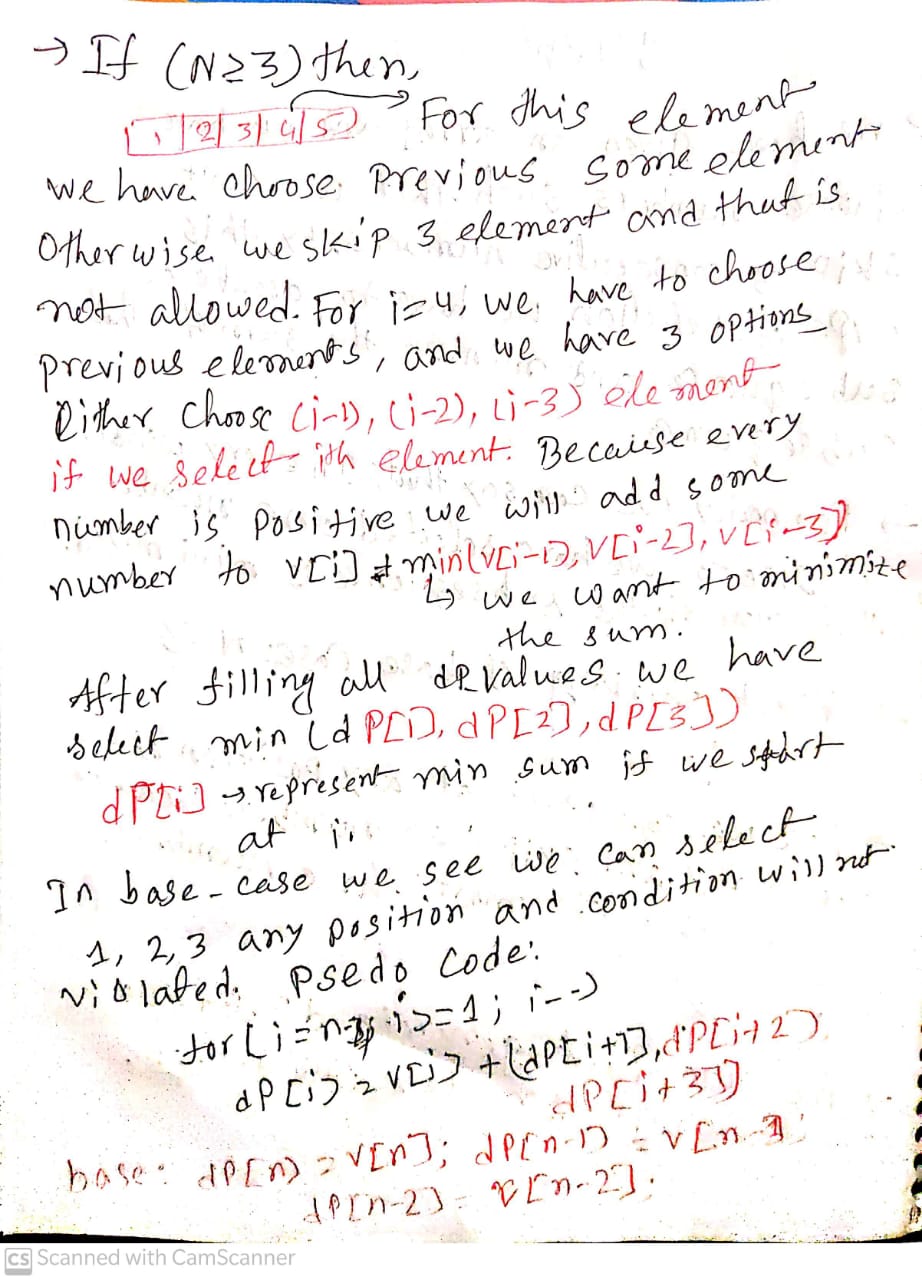 → If (N≥3) then,
1 | 2 | 3 | 4 | 5 For this element
we have choose Previous some element
Otherwise we skip 3 element and that is
not allowed. For i=4, we have to choose
previous elements, and we have 3 options
Either Choose (i-1), (i-2), (i-3) element
if we select ith element. Because every
number is positive we will add some
number to V[i] + min(V[i-1], V[i-2], V[i-3])
↳ we want to minimize
the sum.
After filling all dp values we have
select min (dP[1], dP[2], dP[3])
dP[i] → represent min sum if we start
at i.
In base-case we see we can select
1, 2, 3 any position and condition will not
violated. Psedo Code:
for [i = n-3; i>=1; i--)
dP[i] = V[i] + (dP[i+1], dP[i+2]
dP[i+3])
base: dP[n] = V[n]; dP[n-1] = V[n-1]
dP[n-2] = V[n-2].
CS Scanned with CamScanner